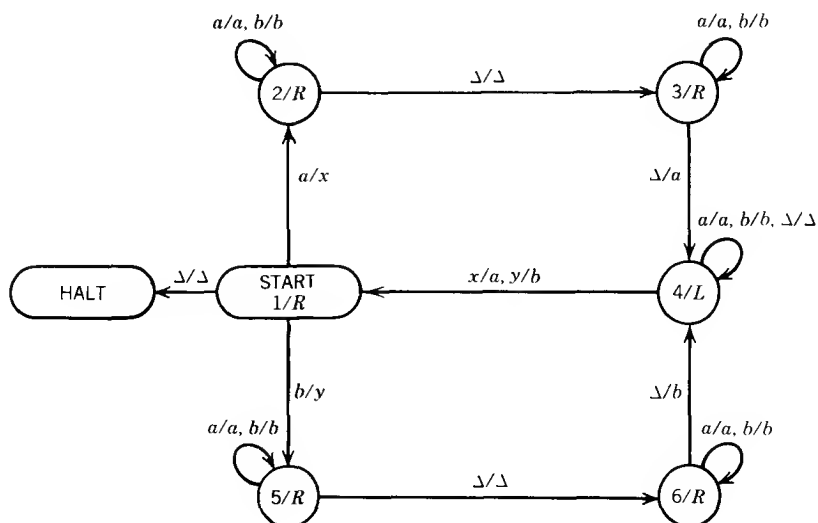 a/a, b/b
a/a, b/b
2/R
Δ/Δ
3/R
a/x
Δ/a
a/a, b/b, Δ/Δ
HALT
Δ/Δ
START
1/R
x/a, y/b
4/L
b/y
Δ/b
a/a, b/b
a/a, b/b
5/R
Δ/Δ
6/R